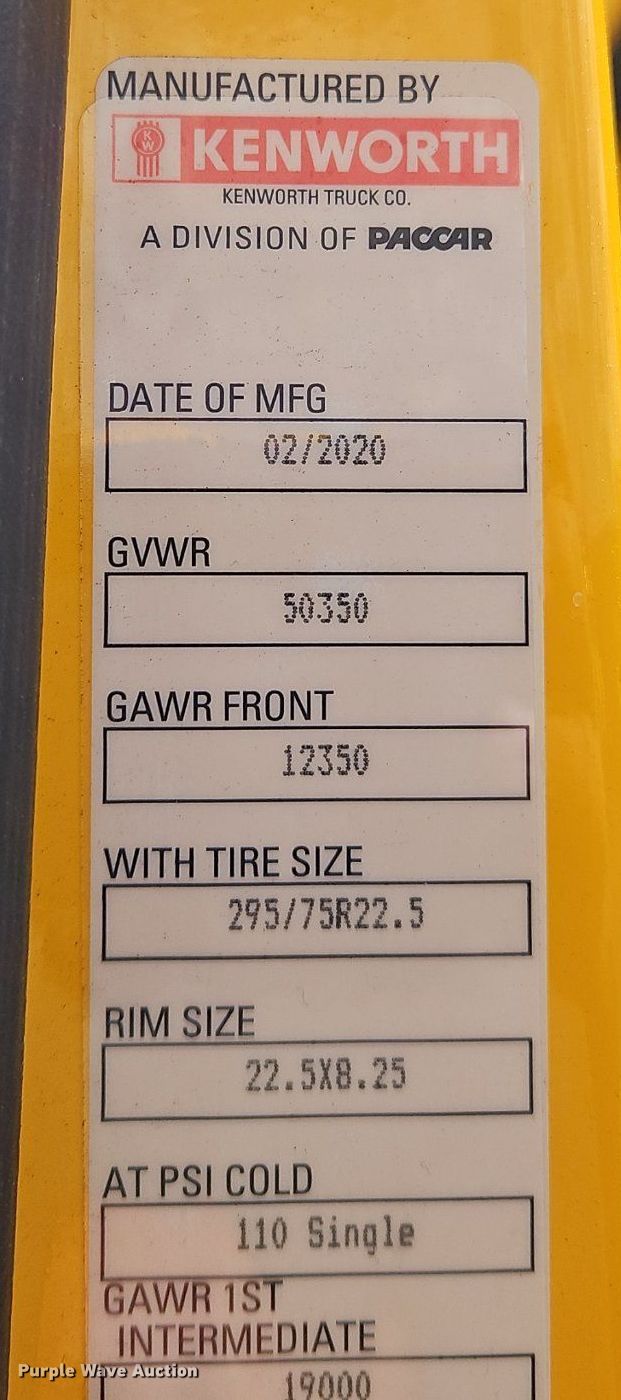 MANUFACTURED BY
KW KENWORTH
KENWORTH TRUCK CO.
A DIVISION OF PACCAR
DATE OF MFG
02/2020
GVWR
50350
GAWR FRONT
12350
WITH TIRE SIZE
295/75R22.5
RIM SIZE
22.5X8.25
AT PSI COLD
110 Single
GAWR 1ST
INTERMEDIATE
19000
Purple Wave Auction